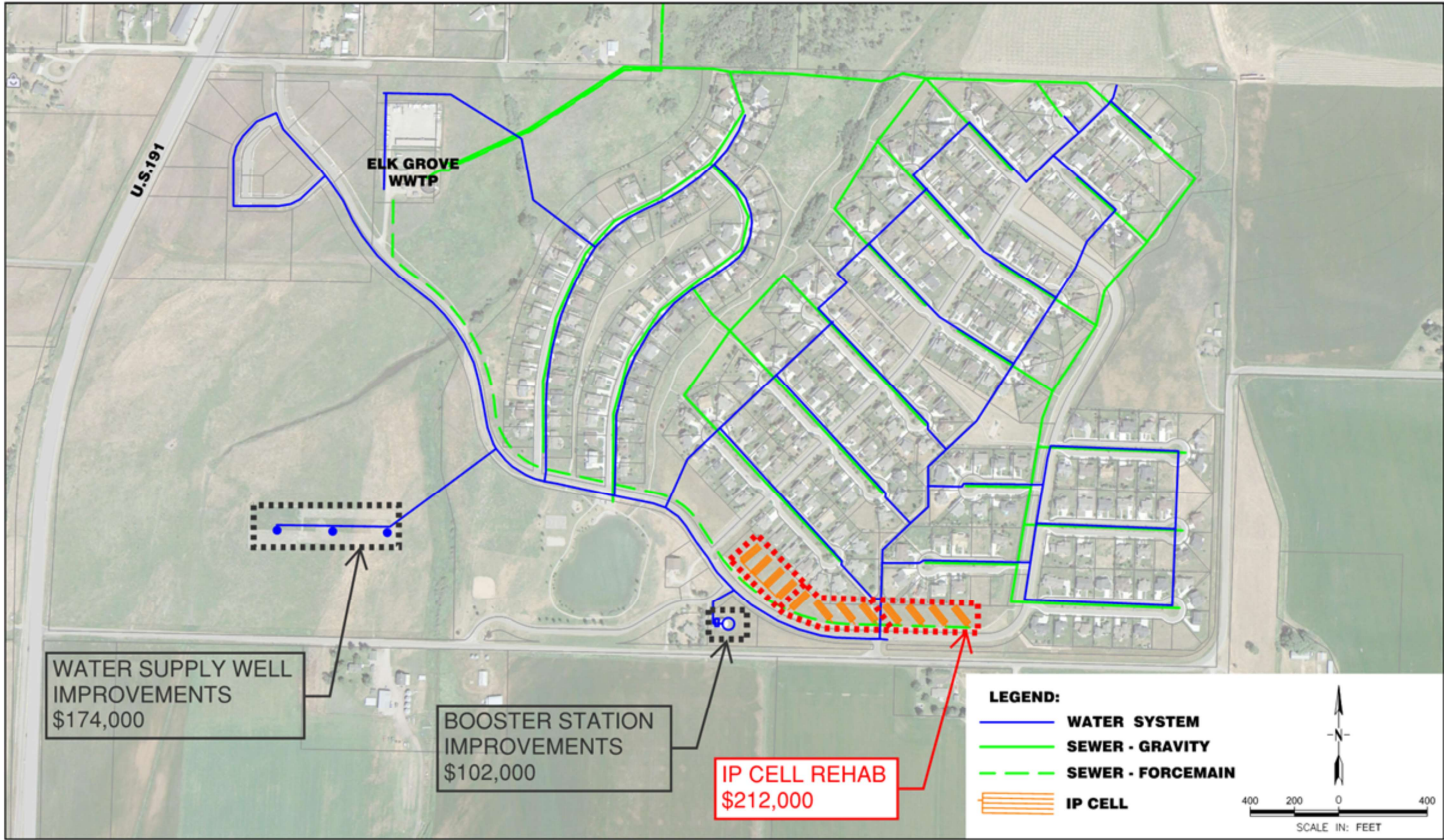 U.S.191
ELK GROVE
WWTP
WATER SUPPLY WELL
IMPROVEMENTS
$174,000
BOOSTER STATION
IMPROVEMENTS
$102,000
IP CELL REHAB
$212,000
LEGEND:
WATER SYSTEM
SEWER - GRAVITY
SEWER - FORCEMAIN
IP CELL
N
400 200 0 400
SCALE IN: FEET